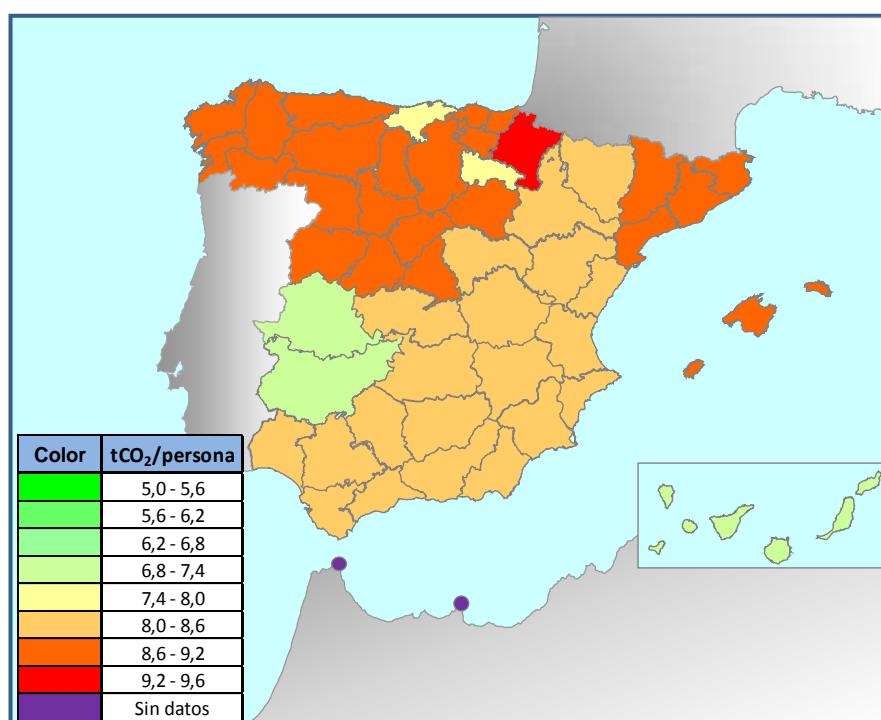 Color tCO₂/persona
5,0 - 5,6
5,6 - 6,2
6,2 - 6,8
6,8 - 7,4
7,4 - 8,0
8,0 - 8,6
8,6 - 9,2
9,2 - 9,6
Sin datos